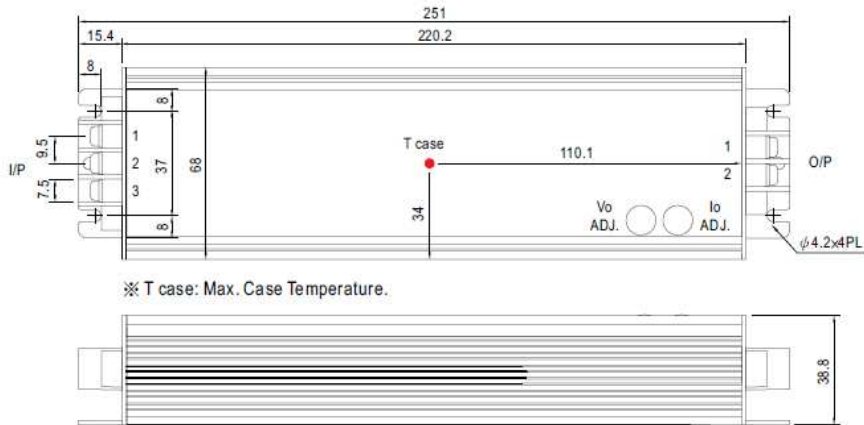 251
15.4
220.2
8
8
1
T case
9.5
110.1
1
I/P
2
37
68
O/P
2
7.5
3
34
Vo
ADJ.
Io
ADJ.
8
ψ4.2x4PL
※ T case: Max. Case Temperature.
38.8